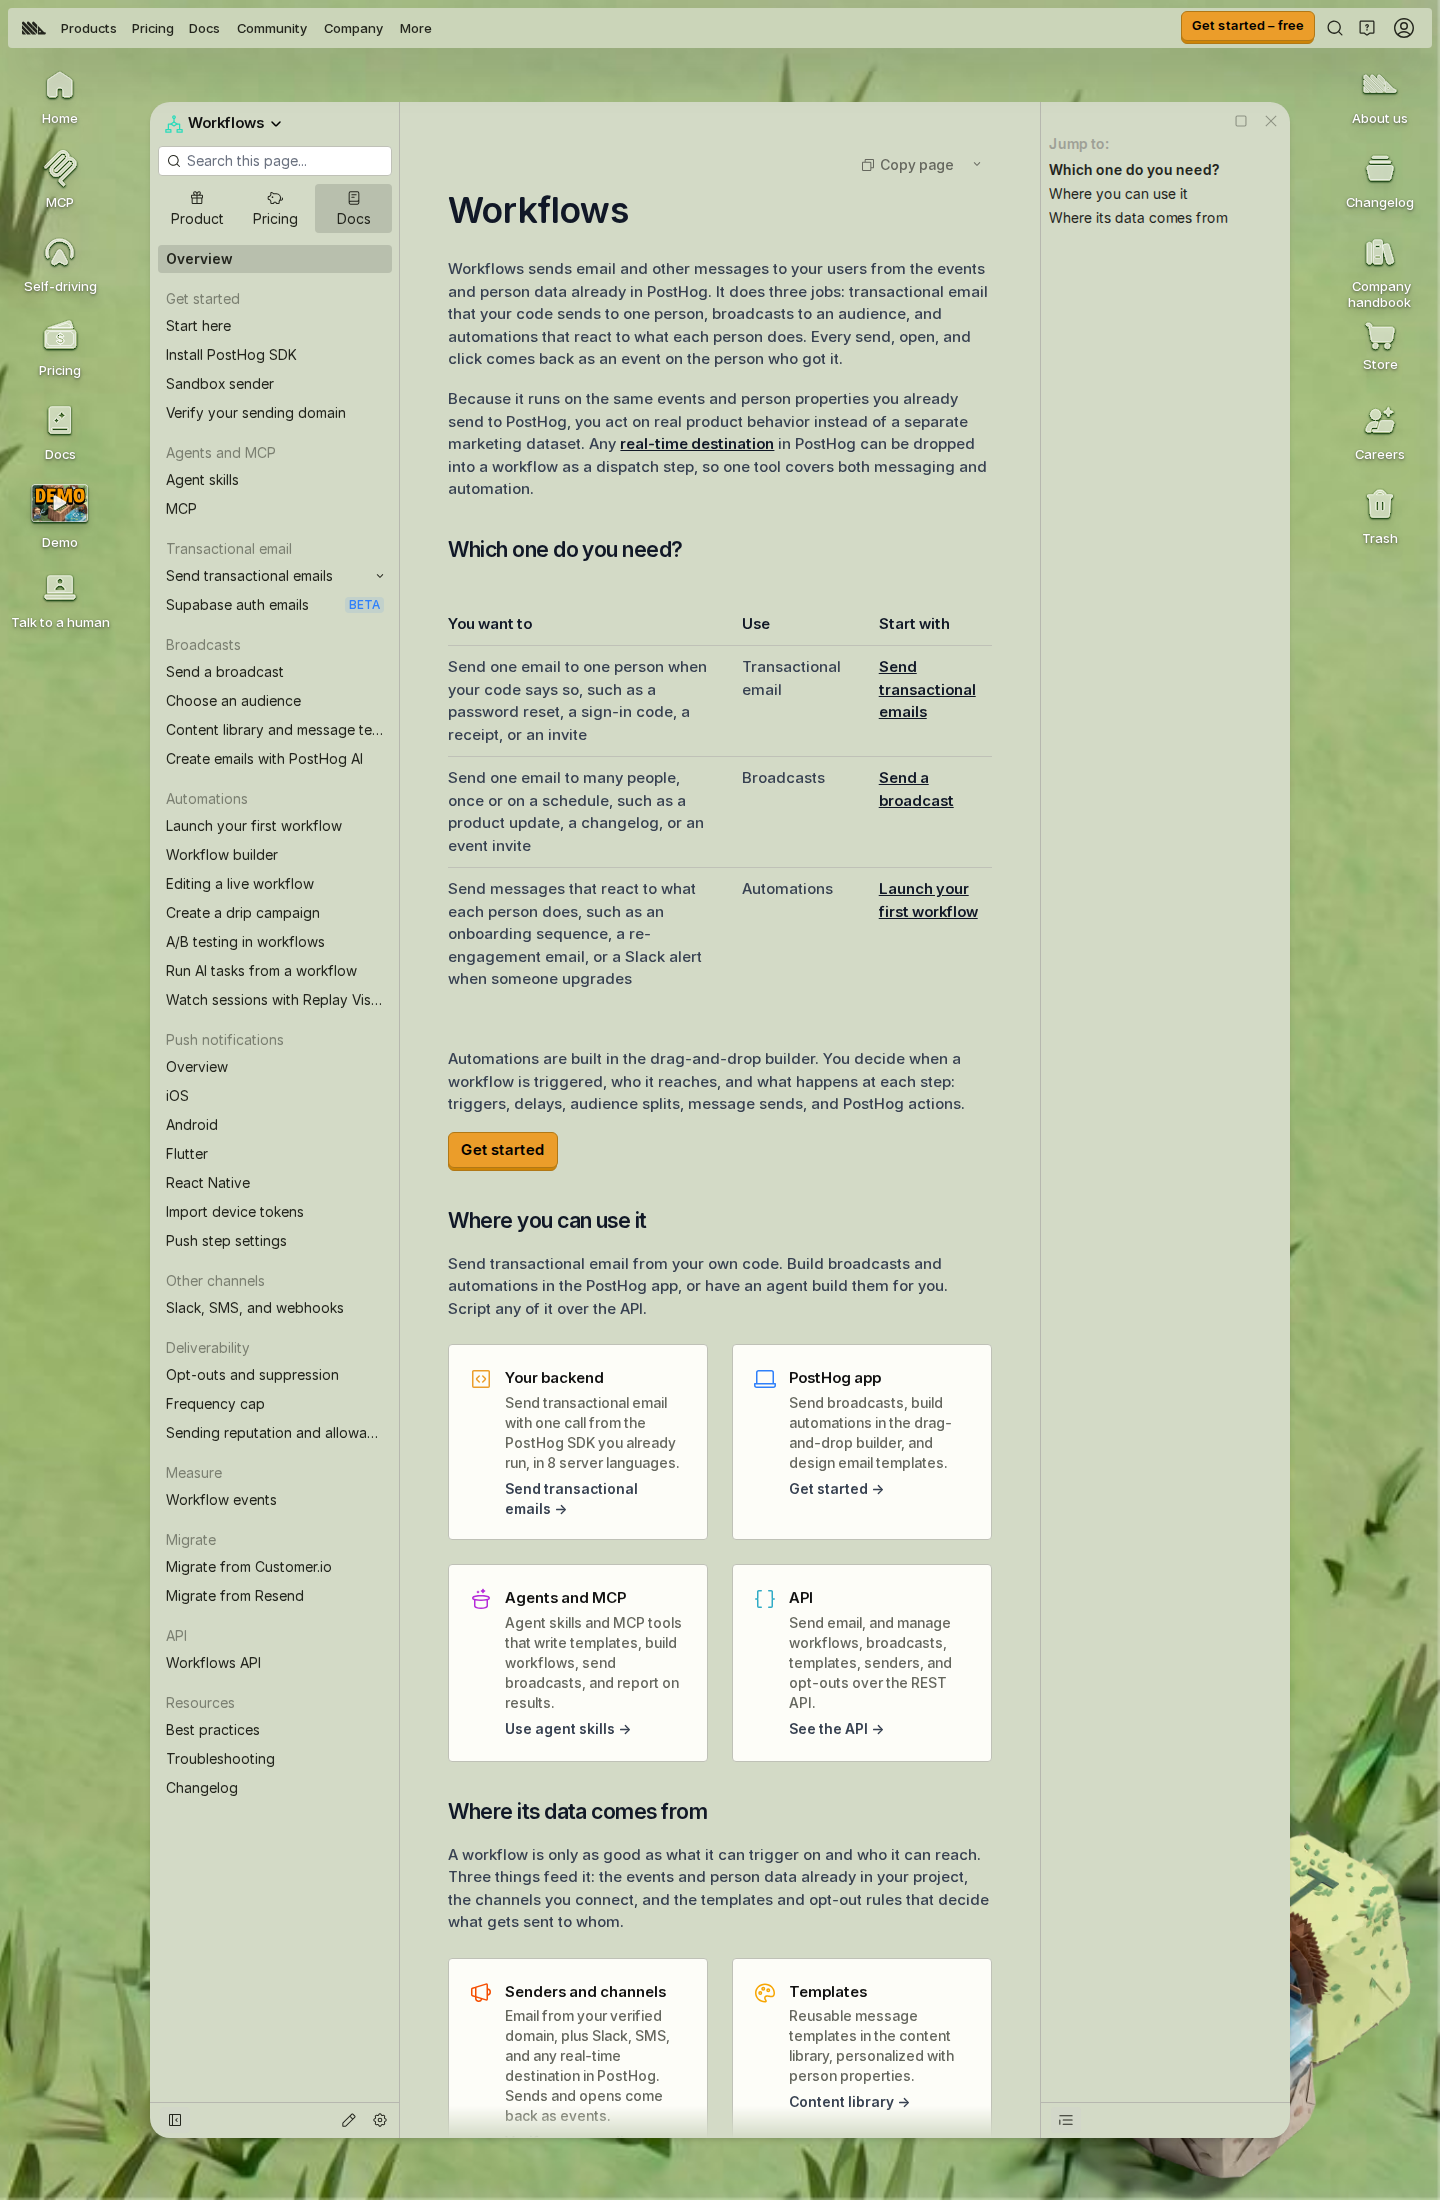 Products Pricing Docs Community Company More
Get started – free
Home
MCP
Self-driving
Pricing
Docs
DEMO
Demo
Talk to a human
Workflows
Search this page...
Product Pricing Docs
Overview
Get started
Start here
Install PostHog SDK
Sandbox sender
Verify your sending domain
Agents and MCP
Agent skills
MCP
Transactional email
Send transactional emails
Supabase auth emails BETA
Broadcasts
Send a broadcast
Choose an audience
Content library and message te...
Create emails with PostHog AI
Automations
Launch your first workflow
Workflow builder
Editing a live workflow
Create a drip campaign
A/B testing in workflows
Run AI tasks from a workflow
Watch sessions with Replay Vis...
Push notifications
Overview
iOS
Android
Flutter
React Native
Import device tokens
Push step settings
Other channels
Slack, SMS, and webhooks
Deliverability
Opt-outs and suppression
Frequency cap
Sending reputation and allowa...
Measure
Workflow events
Migrate
Migrate from Customer.io
Migrate from Resend
API
Workflows API
Resources
Best practices
Troubleshooting
Changelog
Copy page
Workflows
Workflows sends email and other messages to your users from the events
and person data already in PostHog. It does three jobs: transactional email
that your code sends to one person, broadcasts to an audience, and
automations that react to what each person does. Every send, open, and
click comes back as an event on the person who got it.
Because it runs on the same events and person properties you already
send to PostHog, you act on real product behavior instead of a separate
marketing dataset. Any real-time destination in PostHog can be dropped
into a workflow as a dispatch step, so one tool covers both messaging and
automation.
Which one do you need?
You want to Use Start with
Send one email to one person when
your code says so, such as a
password reset, a sign-in code, a
receipt, or an invite
Transactional
email
Send
transactional
emails
Send one email to many people,
once or on a schedule, such as a
product update, a changelog, or an
event invite
Broadcasts
Send a
broadcast
Send messages that react to what
each person does, such as an
onboarding sequence, a re-
engagement email, or a Slack alert
when someone upgrades
Automations
Launch your
first workflow
Automations are built in the drag-and-drop builder. You decide when a
workflow is triggered, who it reaches, and what happens at each step:
triggers, delays, audience splits, message sends, and PostHog actions.
Get started
Where you can use it
Send transactional email from your own code. Build broadcasts and
automations in the PostHog app, or have an agent build them for you.
Script any of it over the API.
Your backend
Send transactional email
with one call from the
PostHog SDK you already
run, in 8 server languages.
Send transactional
emails →
PostHog app
Send broadcasts, build
automations in the drag-
and-drop builder, and
design email templates.
Get started →
Agents and MCP
Agent skills and MCP tools
that write templates, build
workflows, send
broadcasts, and report on
results.
Use agent skills →
API
Send email, and manage
workflows, broadcasts,
templates, senders, and
opt-outs over the REST
API.
See the API →
Where its data comes from
A workflow is only as good as what it can trigger on and who it can reach.
Three things feed it: the events and person data already in your project,
the channels you connect, and the templates and opt-out rules that decide
what gets sent to whom.
Senders and channels
Email from your verified
domain, plus Slack, SMS,
and any real-time
destination in PostHog.
Sends and opens come
back as events.
Templates
Reusable message
templates in the content
library, personalized with
person properties.
Content library →
Jump to:
Which one do you need?
Where you can use it
Where its data comes from
About us
Changelog
Company
handbook
Store
Careers
Trash